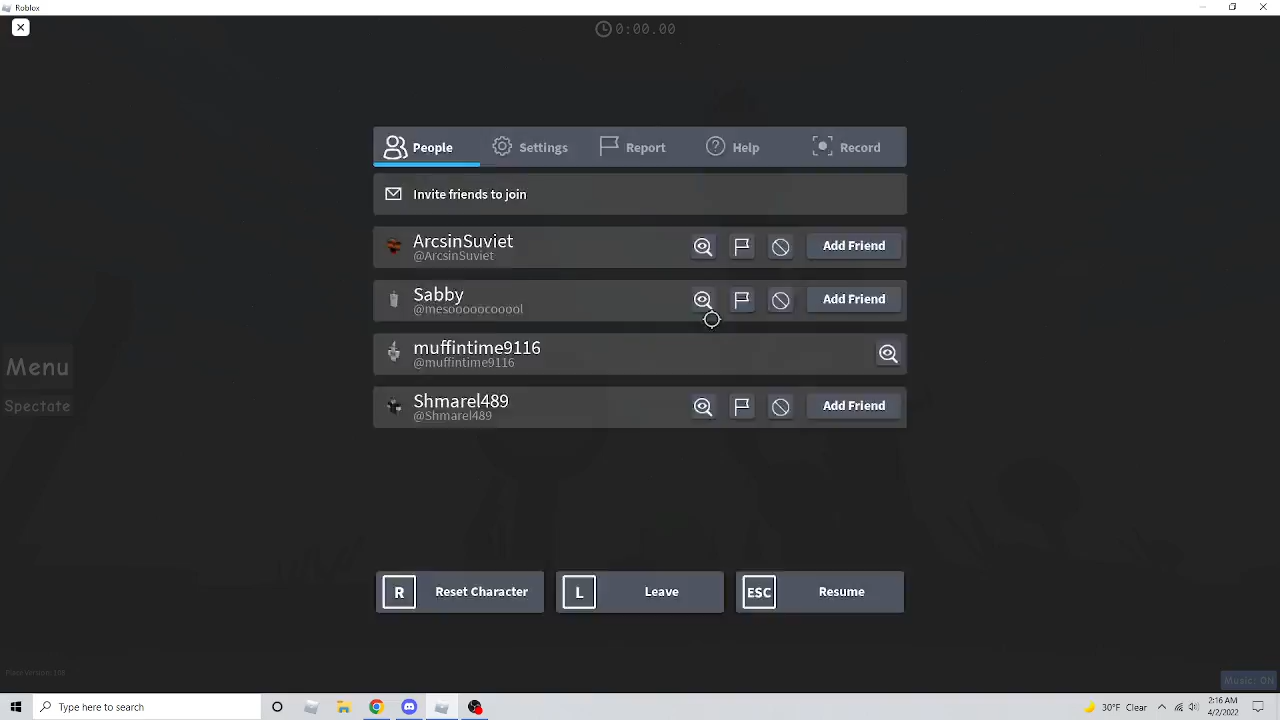 Roblox
0:00.00
People
Settings
Report
Help
Record
Invite friends to join
ArcsinSuviet
@ArcsinSuviet
Add Friend
Sabby
@mesoooocooool
Add Friend
muffintime9116
@muffintime9116
Shmarel489
@Shmarel489
Add Friend
Menu
Spectate
R
Reset Character
L
Leave
ESC
Resume
Music: ON
Type here to search
30°F Clear
2:16 AM
4/2/2022